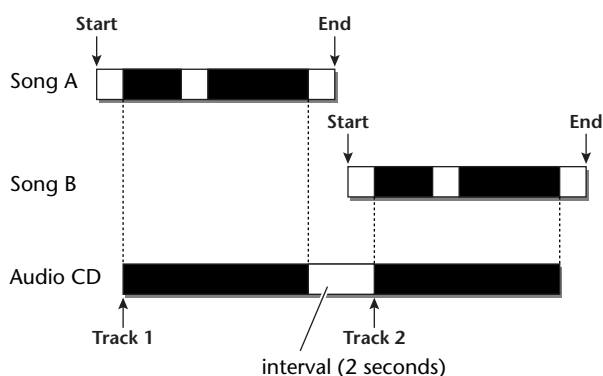 Start
End
Song A
Start
End
Song B
Audio CD
Track 1
Track 2
interval (2 seconds)